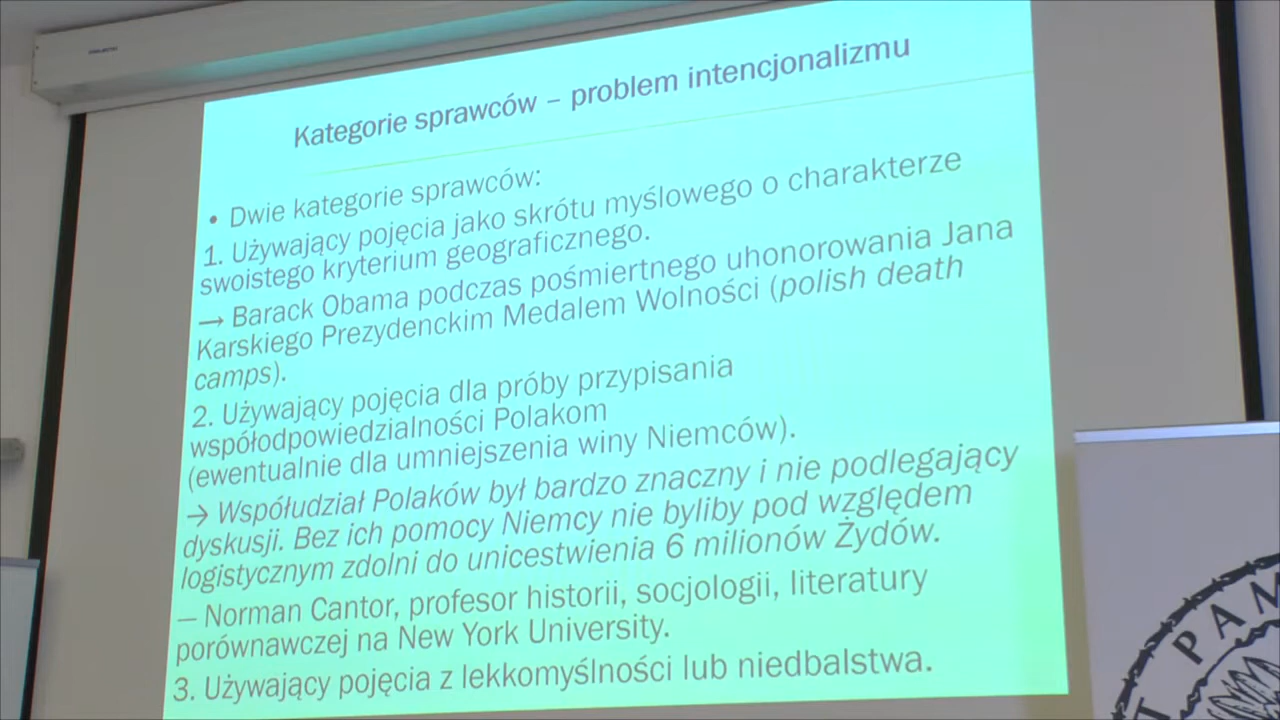 Kategorie sprawców – problem intencjonalizmu
• Dwie kategorie sprawców:
1. Używający pojęcia jako skrótu myślowego o charakterze
swoistego kryterium geograficznego.
→ Barack Obama podczas pośmiertnego uhonorowania Jana
Karskiego Prezydenckim Medalem Wolności (polish death
camps).
2. Używający pojęcia dla próby przypisania
współodpowiedzialności Polakom
(ewentualnie dla umniejszenia winy Niemców).
→ Współudział Polaków był bardzo znaczny i nie podlegający
dyskusji. Bez ich pomocy Niemcy nie byliby pod względem
logistycznym zdolni do unicestwienia 6 milionów Żydów.
— Norman Cantor, profesor historii, socjologii, literatury
porównawczej na New York University.
3. Używający pojęcia z lekkomyślności lub niedbalstwa.
T PAM